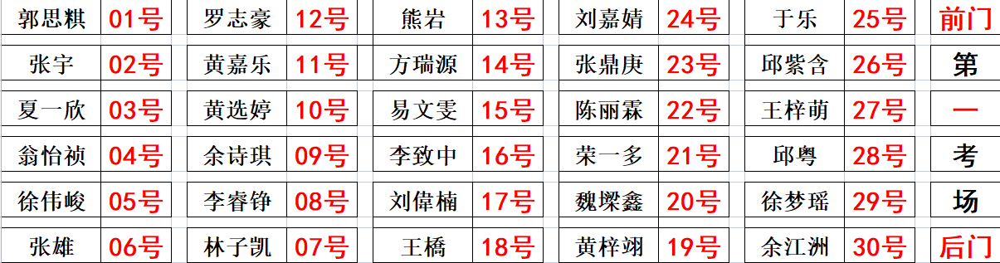 郭思粸 01号 罗志豪 12号 熊岩 13号 刘嘉婧 24号 于乐 25号 前门
张宇 02号 黄嘉乐 11号 方瑞源 14号 张鼎庚 23号 邱紫含 26号 第
夏一欣 03号 黄选婷 10号 易文雯 15号 陈丽霖 22号 王梓萌 27号 一
翁怡祯 04号 余诗琪 09号 李致中 16号 荣一多 21号 邱粤 28号 考
徐伟峻 05号 李睿铮 08号 刘偉楠 17号 魏墚鑫 20号 徐梦瑶 29号 场
张雄 06号 林子凯 07号 王橋 18号 黄梓翊 19号 余江洲 30号 后门